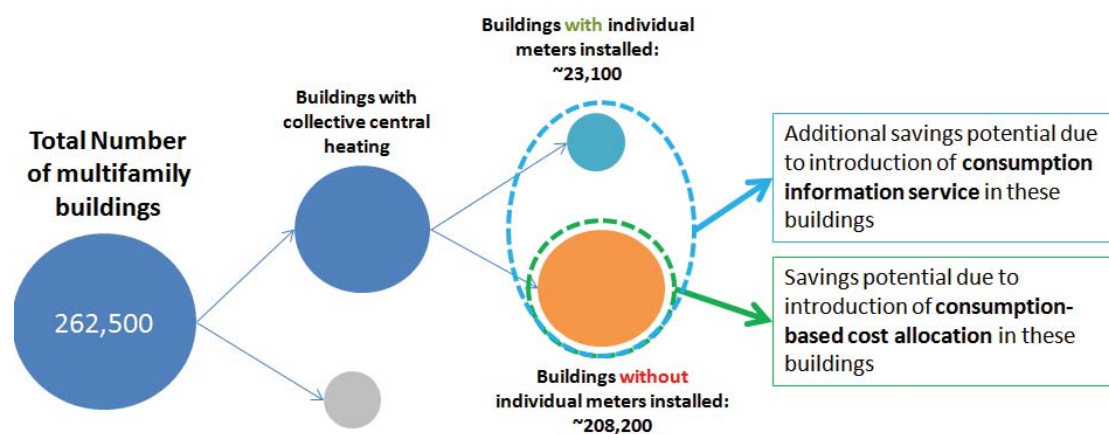 Total Number
of multifamily
buildings
262,500
Buildings with
collective central
heating
Buildings with individual
meters installed:
~23,100
Buildings without
individual meters installed:
~208,200
Additional savings potential due
to introduction of consumption
information service in these
buildings
Savings potential due to
introduction of consumption-
based cost allocation in these
buildings